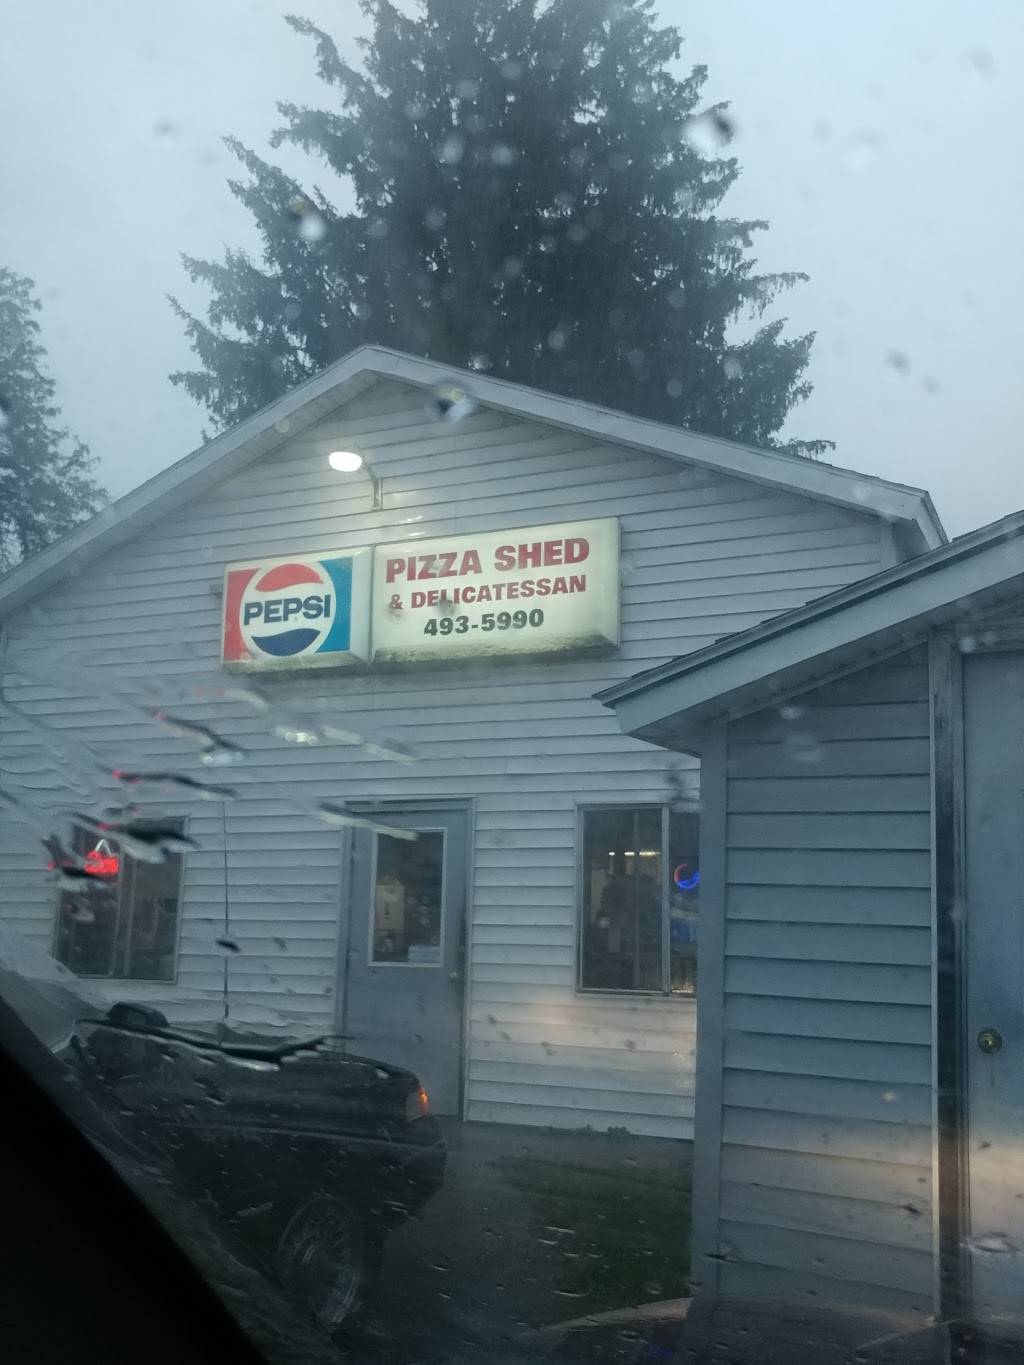 PEPSI
PIZZA SHED
& DELICATESSAN
493-5990